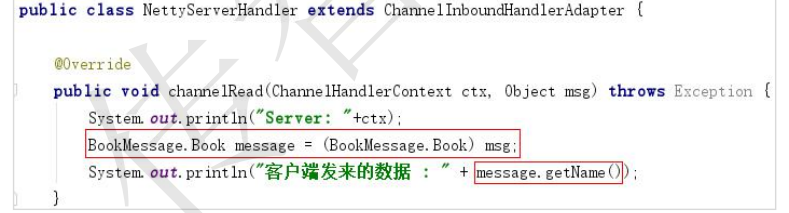 public class NettyServerHandler extends ChannelInboundHandlerAdapter {
@Override
public void channelRead(ChannelHandlerContext ctx, Object msg) throws Exception {
System.out.println("Server: "+ctx);
BookMessage.Book message = (BookMessage.Book) msg;
System.out.println("客户端发来的数据 : " + message.getName());
}